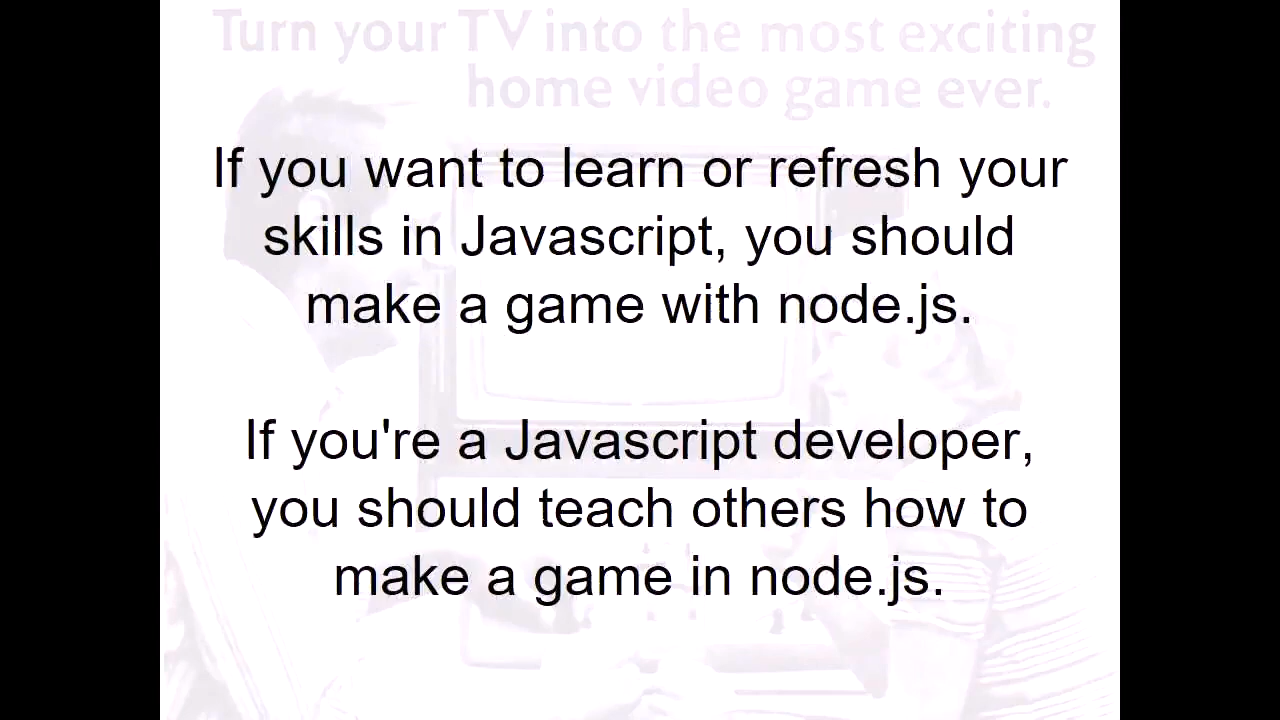 Turn your TV into the most exciting
home video game ever.
If you want to learn or refresh your
skills in Javascript, you should
make a game with node.js.
If you're a Javascript developer,
you should teach others how to
make a game in node.js.